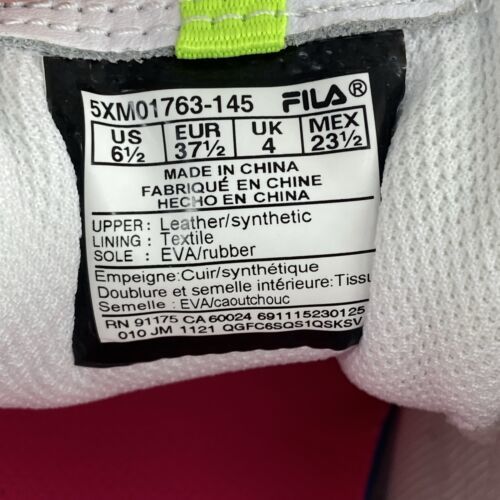 5XM01763-145 FILA®
US EUR UK MEX
6½ 37½ 4 23½
MADE IN CHINA
FABRIQUÉ EN CHINE
HECHO EN CHINA
UPPER: Leather/synthetic
LINING: Textile
SOLE: EVA/rubber
Empeigne:Cuir/synthétique
Doublure et semelle intérieure:Tissu
Semelle: EVA/caoutchouc
RN 91175 CA 60024 691115230125
010 JM 1121 QGFC6SQS1QSKSV